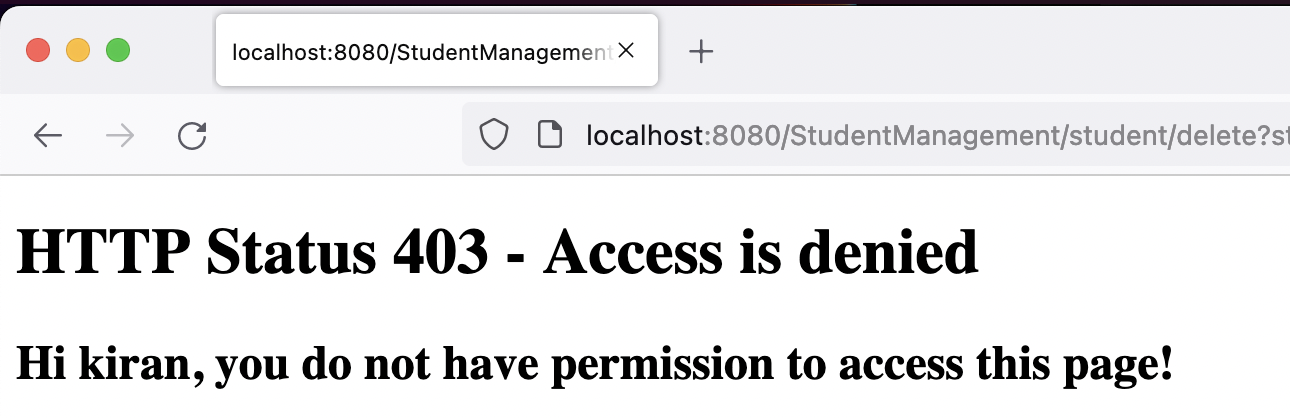 localhost:8080/StudentManagement
localhost:8080/StudentManagement/student/delete?st
HTTP Status 403 - Access is denied
Hi kiran, you do not have permission to access this page!